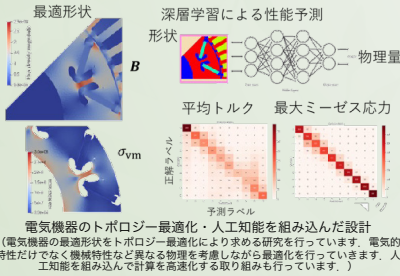 最適形状
深層学習による性能予測
形状
物理量
B
平均トルク
最大ミーゼス応力
σvm
正解ラベル
予測ラベル
電気機器のトポロジー最適化・人工知能を組み込んだ設計
（電気機器の最適形状をトポロジー最適化により求める研究を行っています．電気的
特性だけでなく機械特性など異なる物理を考慮しながら最適化を行っていきます．人
工知能を組み込んで計算を高速化する取り組みも行っています．）